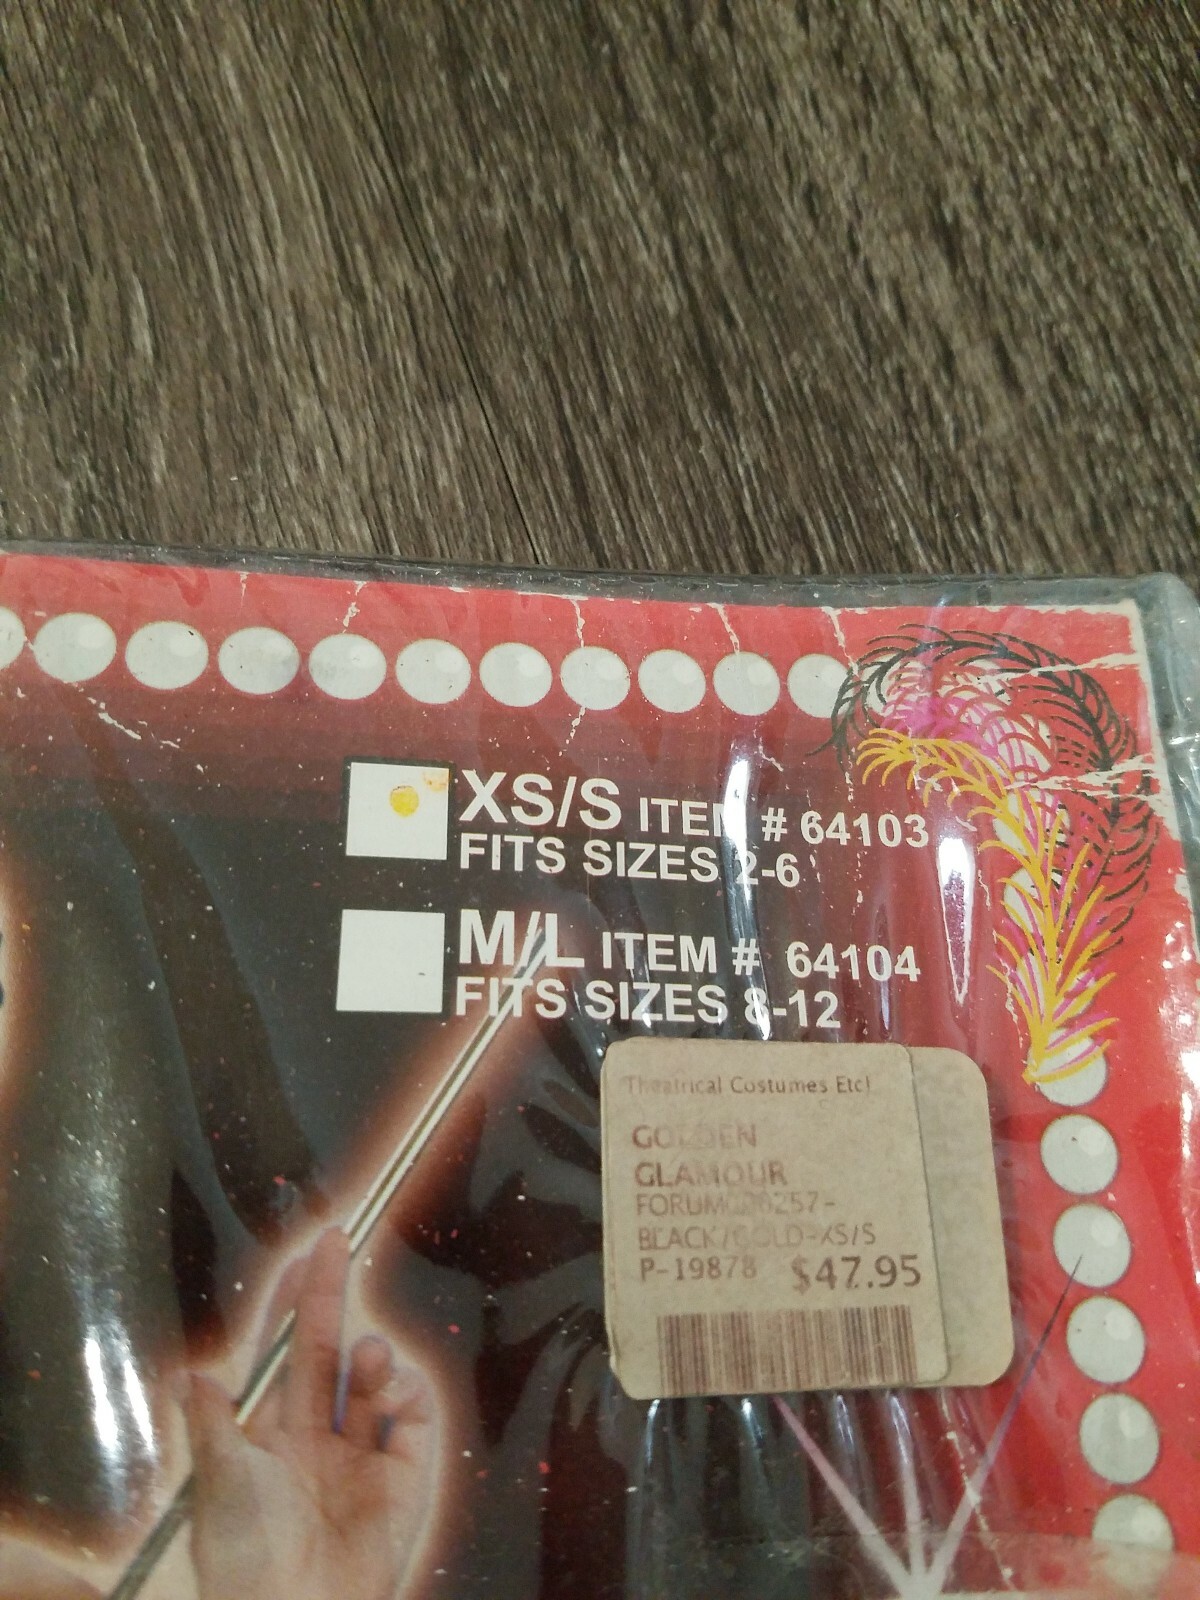 XS/S ITEM # 64103
FITS SIZES 2-6
M/L ITEM # 64104
FITS SIZES 8-12
Theatrical Costumes Etc!
GOLDEN
GLAMOUR
BLACK/GOLD-XS/S
P-19878 $47.95